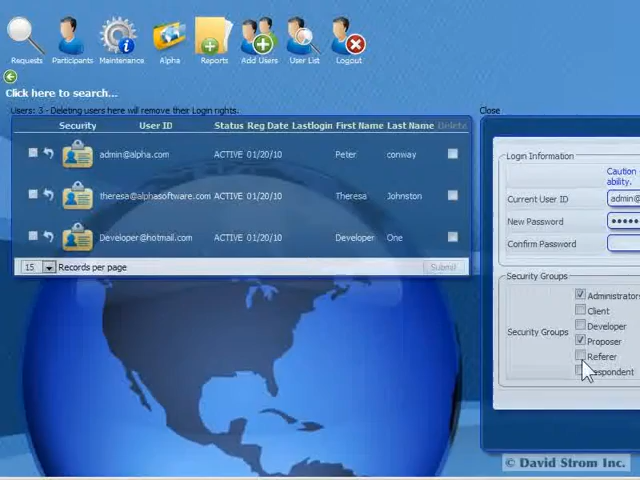 Requests Participants Maintenance Alpha Reports Add Users User List Logout
Click here to search...
Users: 3 - Deleting users here will remove their Login rights.
Close
Security User ID Status Reg Date Lastlogin First Name Last Name Delete
admin@alpha.com ACTIVE 01/20/10 Peter conway
theresa@alphasoftware.com ACTIVE 01/20/10 Theresa Johnston
Developer@hotmail.com ACTIVE 01/20/10 Developer One
15 Records per page Submit
Login Information
Caution
ability.
Current User ID admin@
New Password
Confirm Password
Security Groups
Security Groups
Administrators
Client
Developer
Proposer
Referer
espondent
© David Strom Inc.